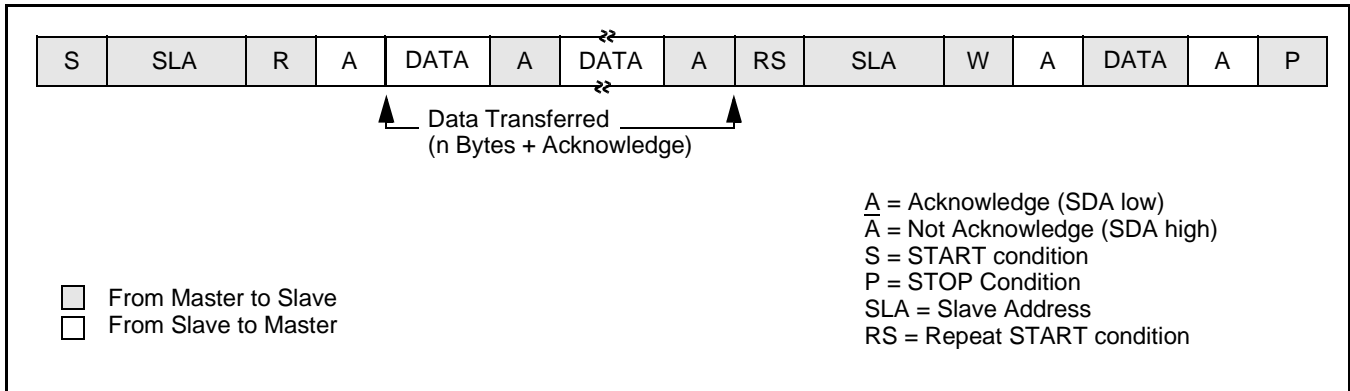 S SLA R A DATA A DATA A RS SLA W A DATA A P
Data Transferred
(n Bytes + Acknowledge)
A = Acknowledge (SDA low)
A̅ = Not Acknowledge (SDA high)
S = START condition
P = STOP Condition
SLA = Slave Address
RS = Repeat START condition
From Master to Slave
From Slave to Master